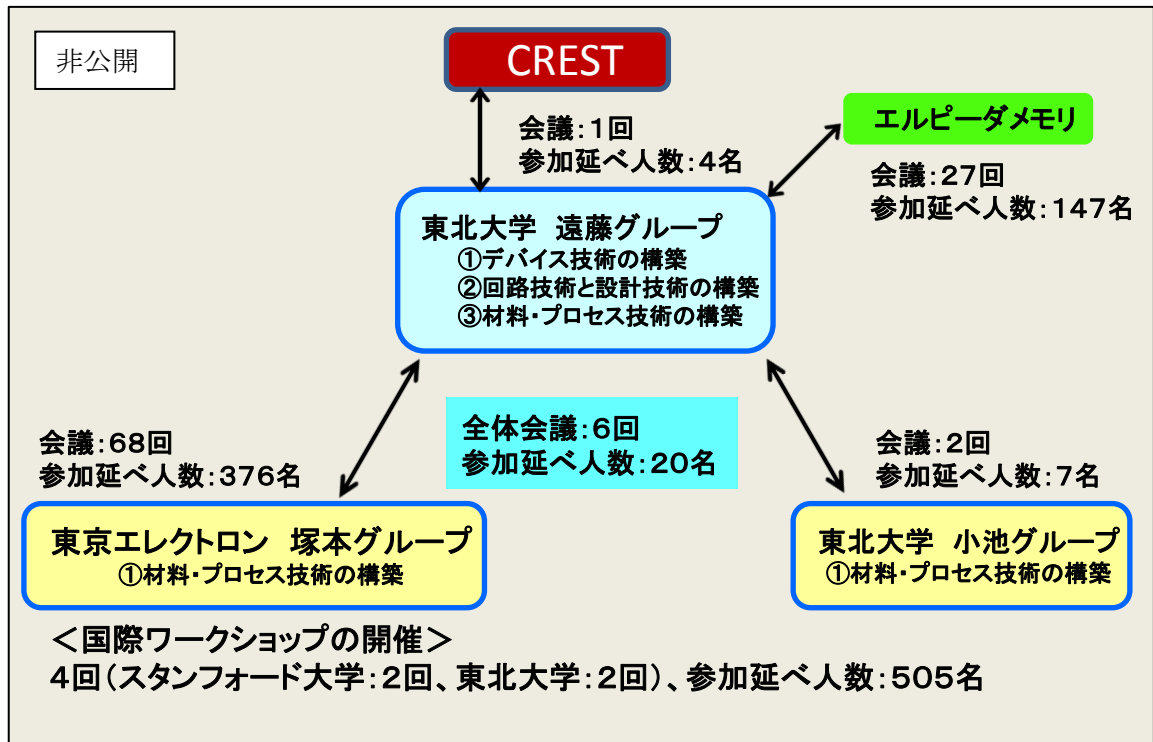 非公開
CREST
会議：１回
参加延べ人数：４名
エルピーダメモリ
会議：２７回
参加延べ人数：１４７名
東北大学　遠藤グループ
①デバイス技術の構築
②回路技術と設計技術の構築
③材料・プロセス技術の構築
全体会議：６回
参加延べ人数：２０名
会議：６８回
参加延べ人数：３７６名
会議：２回
参加延べ人数：７名
東京エレクトロン　塚本グループ
①材料・プロセス技術の構築
東北大学　小池グループ
①材料・プロセス技術の構築
＜国際ワークショップの開催＞
４回（スタンフォード大学：２回、東北大学：２回）、参加延べ人数：５０５名